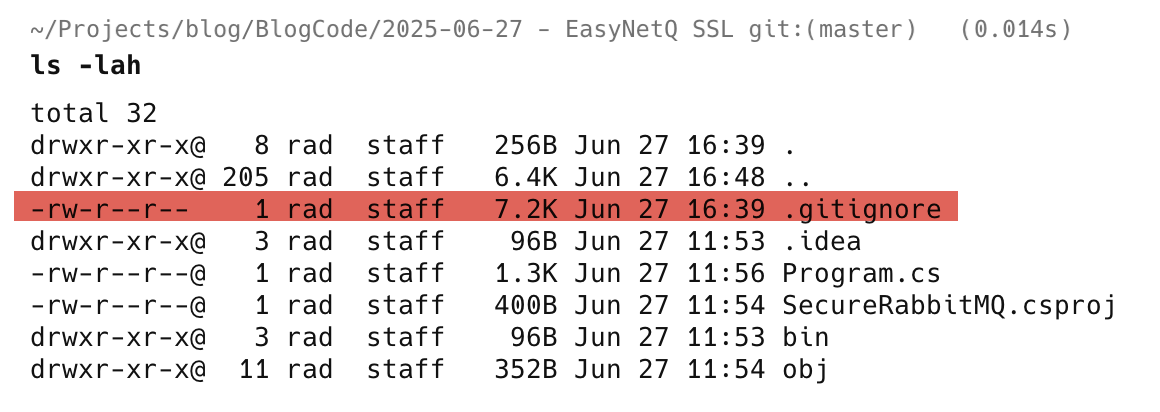 ~/Projects/blog/BlogCode/2025-06-27 - EasyNetQ SSL git:(master)   (0.014s)
ls -lah
total 32
drwxr-xr-x@   8 rad  staff   256B Jun 27 16:39 .
drwxr-xr-x@ 205 rad  staff   6.4K Jun 27 16:48 ..
-rw-r--r--    1 rad  staff   7.2K Jun 27 16:39 .gitignore
drwxr-xr-x@   3 rad  staff    96B Jun 27 11:53 .idea
-rw-r--r--@   1 rad  staff   1.3K Jun 27 11:56 Program.cs
-rw-r--r--@   1 rad  staff   400B Jun 27 11:54 SecureRabbitMQ.csproj
drwxr-xr-x@   3 rad  staff    96B Jun 27 11:53 bin
drwxr-xr-x@  11 rad  staff   352B Jun 27 11:54 obj